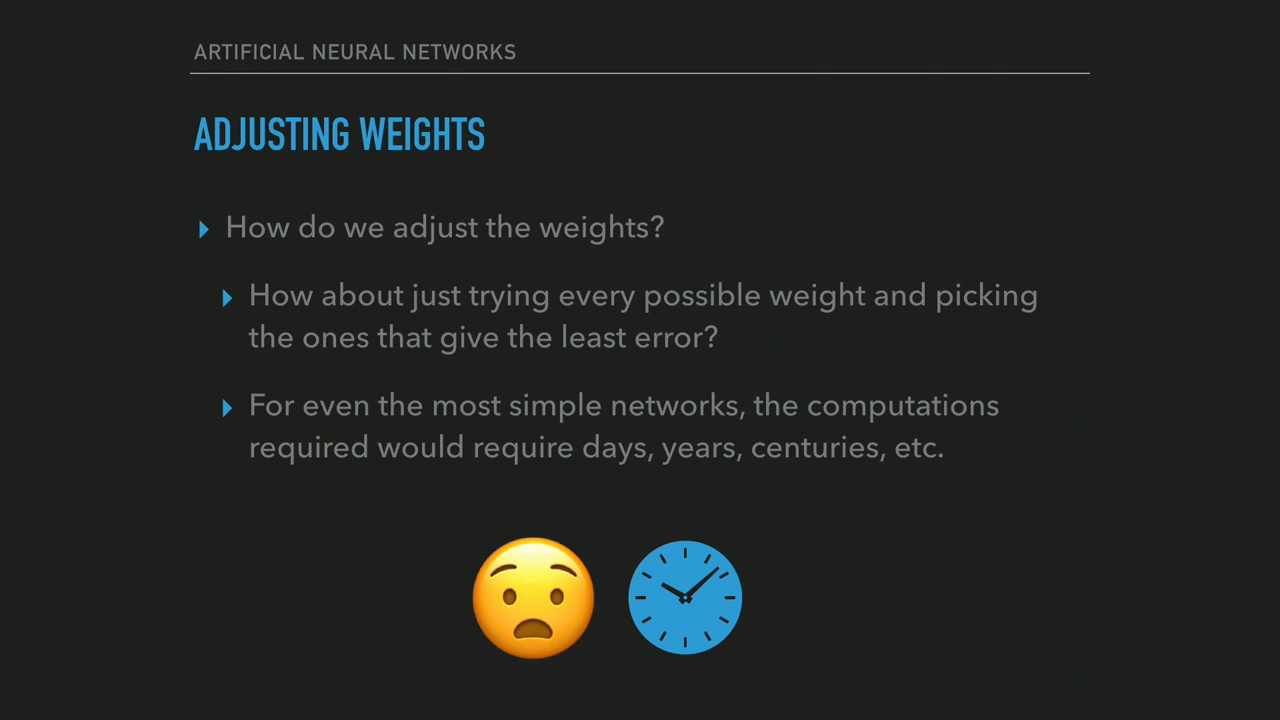 ARTIFICIAL NEURAL NETWORKS
ADJUSTING WEIGHTS
How do we adjust the weights?
How about just trying every possible weight and picking
the ones that give the least error?
For even the most simple networks, the computations
required would require days, years, centuries, etc.